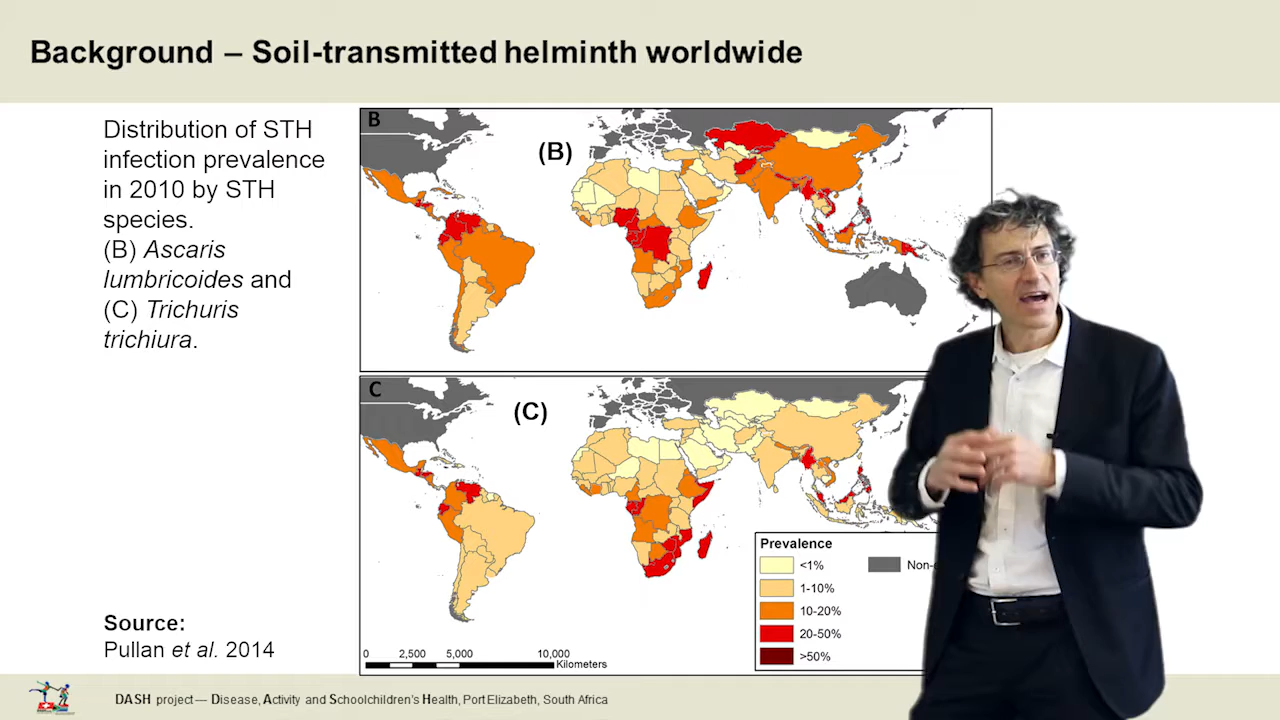 Background – Soil-transmitted helminth worldwide
Distribution of STH
infection prevalence
in 2010 by STH
species.
(B) Ascaris
lumbricoides and
(C) Trichuris
trichiura.
Source:
Pullan et al. 2014
B
(B)
C
(C)
Prevalence
<1%
1-10%
10-20%
20-50%
>50%
0 2,500 5,000 10,000
Kilometers
DASH project — Disease, Activity and Schoolchildren's Health, Port Elizabeth, South Africa